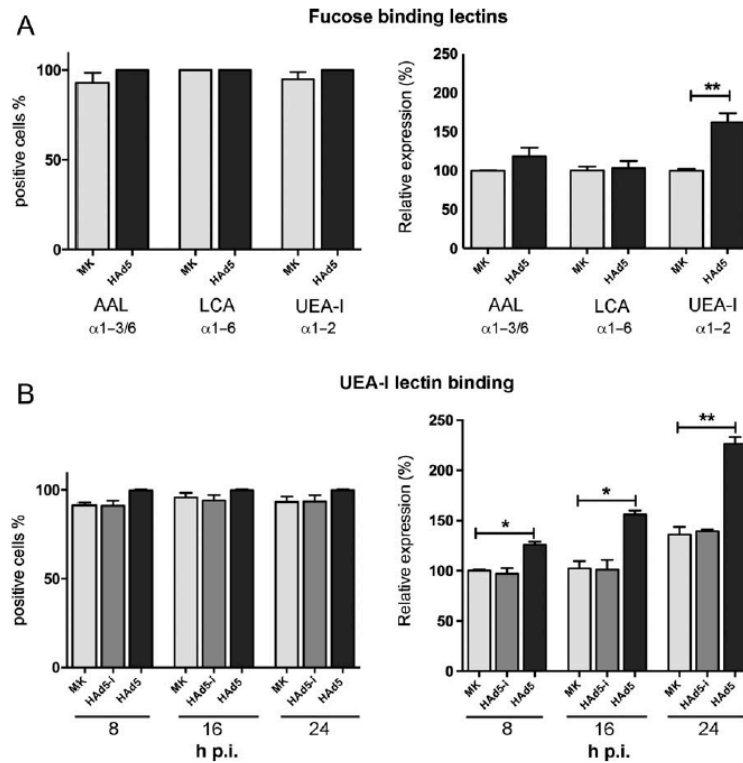 A
Fucose binding lectins
positive cells %
100
50
0
MK
HAd5
MK
HAd5
MK
HAd5
AAL
LCA
UEA-I
α1–3/6
α1–6
α1–2
Relative expression (%)
250
200
150
100
50
0
**
MK
HAd5
MK
HAd5
MK
HAd5
AAL
LCA
UEA-I
α1–3/6
α1–6
α1–2
B
UEA-I lectin binding
positive cells %
100
50
0
MK
HAd5-i
HAd5
MK
HAd5-i
HAd5
MK
HAd5-i
HAd5
8
16
24
h p.i.
Relative expression (%)
250
200
150
100
50
0
*
*
**
MK
HAd5-i
HAd5
MK
HAd5-i
HAd5
MK
HAd5-i
HAd5
8
16
24
h p.i.